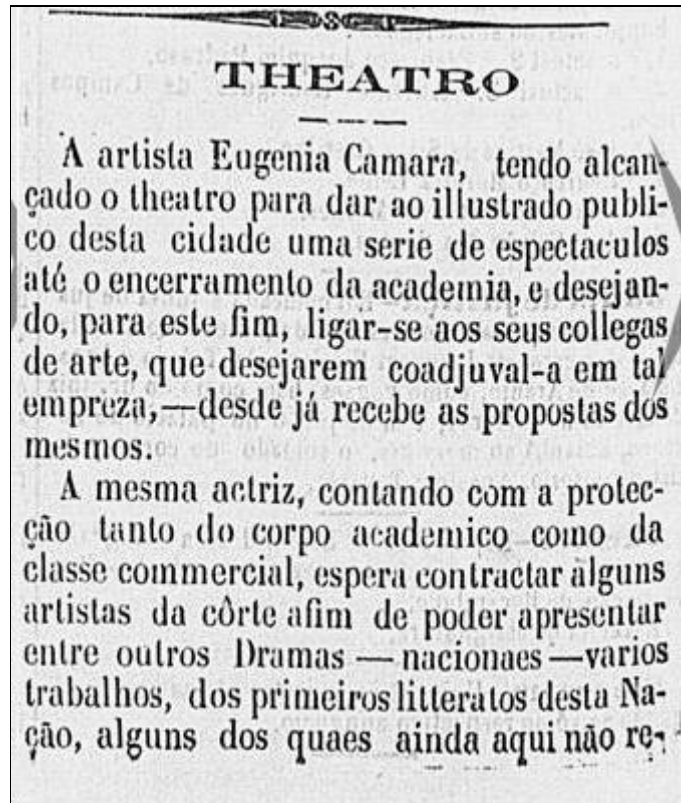 THEATRO
A artista Eugenia Camara, tendo alcan-
çado o theatro para dar ao illustrado publi-
co desta cidade uma serie de espectaculos
até o encerramento da academia, e desejan-
do, para este fim, ligar-se aos seus collegas
de arte, que desejarem coadjuval-a em tal
empreza,—desde já recebe as propostas dos
mesmos.
A mesma actriz, contando com a protec-
ção tanto do corpo academico como da
classe commercial, espera contractar alguns
artistas da côrte afim de poder apresentar
entre outros Dramas — nacionaes — varios
trabalhos, dos primeiros litteratos desta Na-
ção, alguns dos quaes ainda aqui não re-